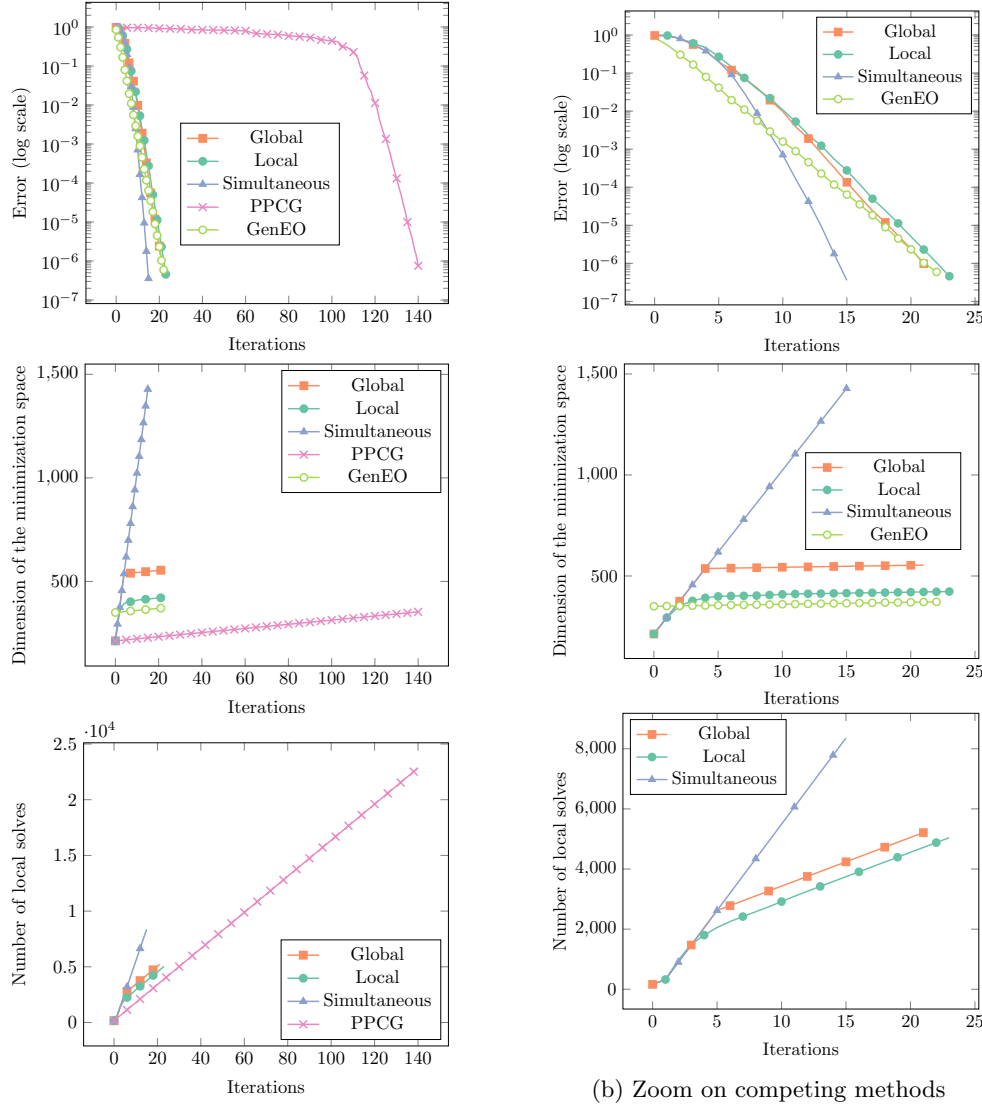 10^0
10^−1
10^−2
10^−3
10^−4
10^−5
10^−6
10^−7
Error (log scale)
0 20 40 60 80 100 120 140
Iterations
Global
Local
Simultaneous
PPCG
GenEO
10^0
10^−1
10^−2
10^−3
10^−4
10^−5
10^−6
10^−7
Error (log scale)
0 5 10 15 20 25
Iterations
Global
Local
Simultaneous
GenEO
1,500
1,000
500
Dimension of the minimization space
0 20 40 60 80 100 120 140
Iterations
Global
Local
Simultaneous
PPCG
GenEO
1,500
1,000
500
Dimension of the minimization space
0 5 10 15 20 25
Iterations
Global
Local
Simultaneous
GenEO
·10^4
2.5
2
1.5
1
0.5
0
Number of local solves
0 20 40 60 80 100 120 140
Iterations
Global
Local
Simultaneous
PPCG
8,000
6,000
4,000
2,000
0
Number of local solves
0 5 10 15 20 25
Iterations
Global
Local
Simultaneous
(b) Zoom on competing methods